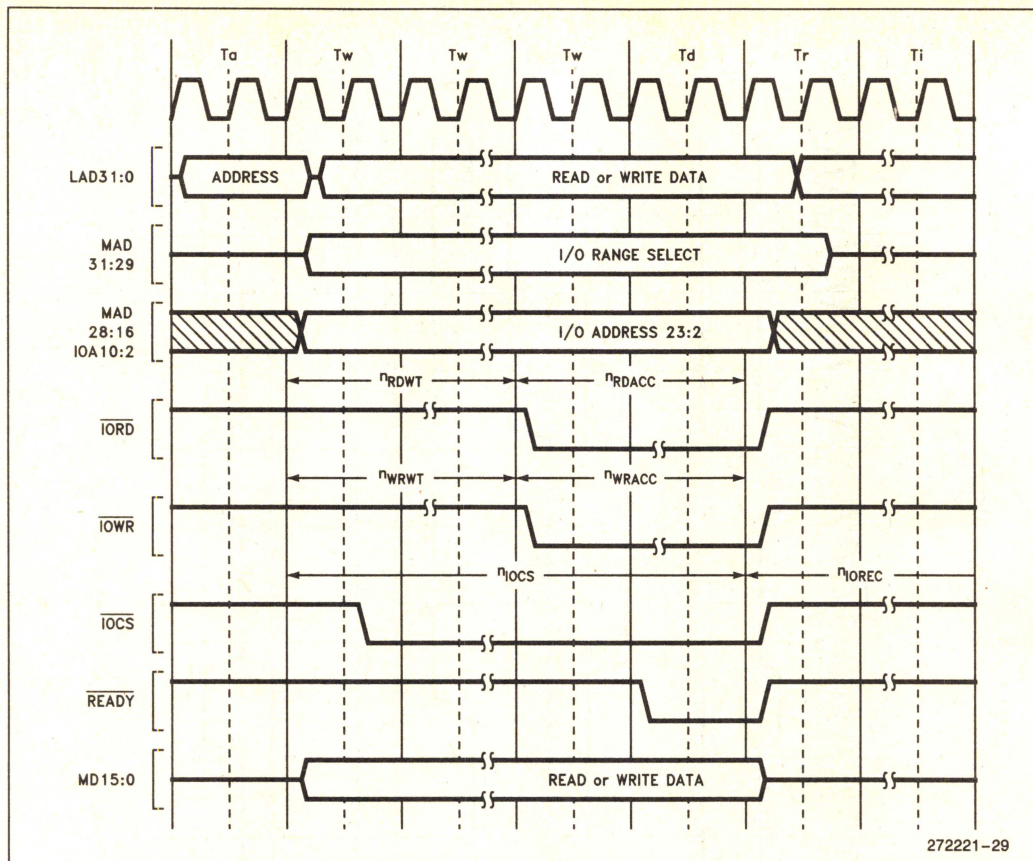 Ta Tw Tw Tw Td Tr Ti
LAD31:0 ADDRESS READ or WRITE DATA
MAD
31:29
I/O RANGE SELECT
MAD
28:16
IOA10:2
I/O ADDRESS 23:2
nRDWT nRDACC
IORD
nWRWT nWRACC
IOWR
nIOCS nIOREC
IOCS
READY
MD15:0 READ or WRITE DATA
272221-29